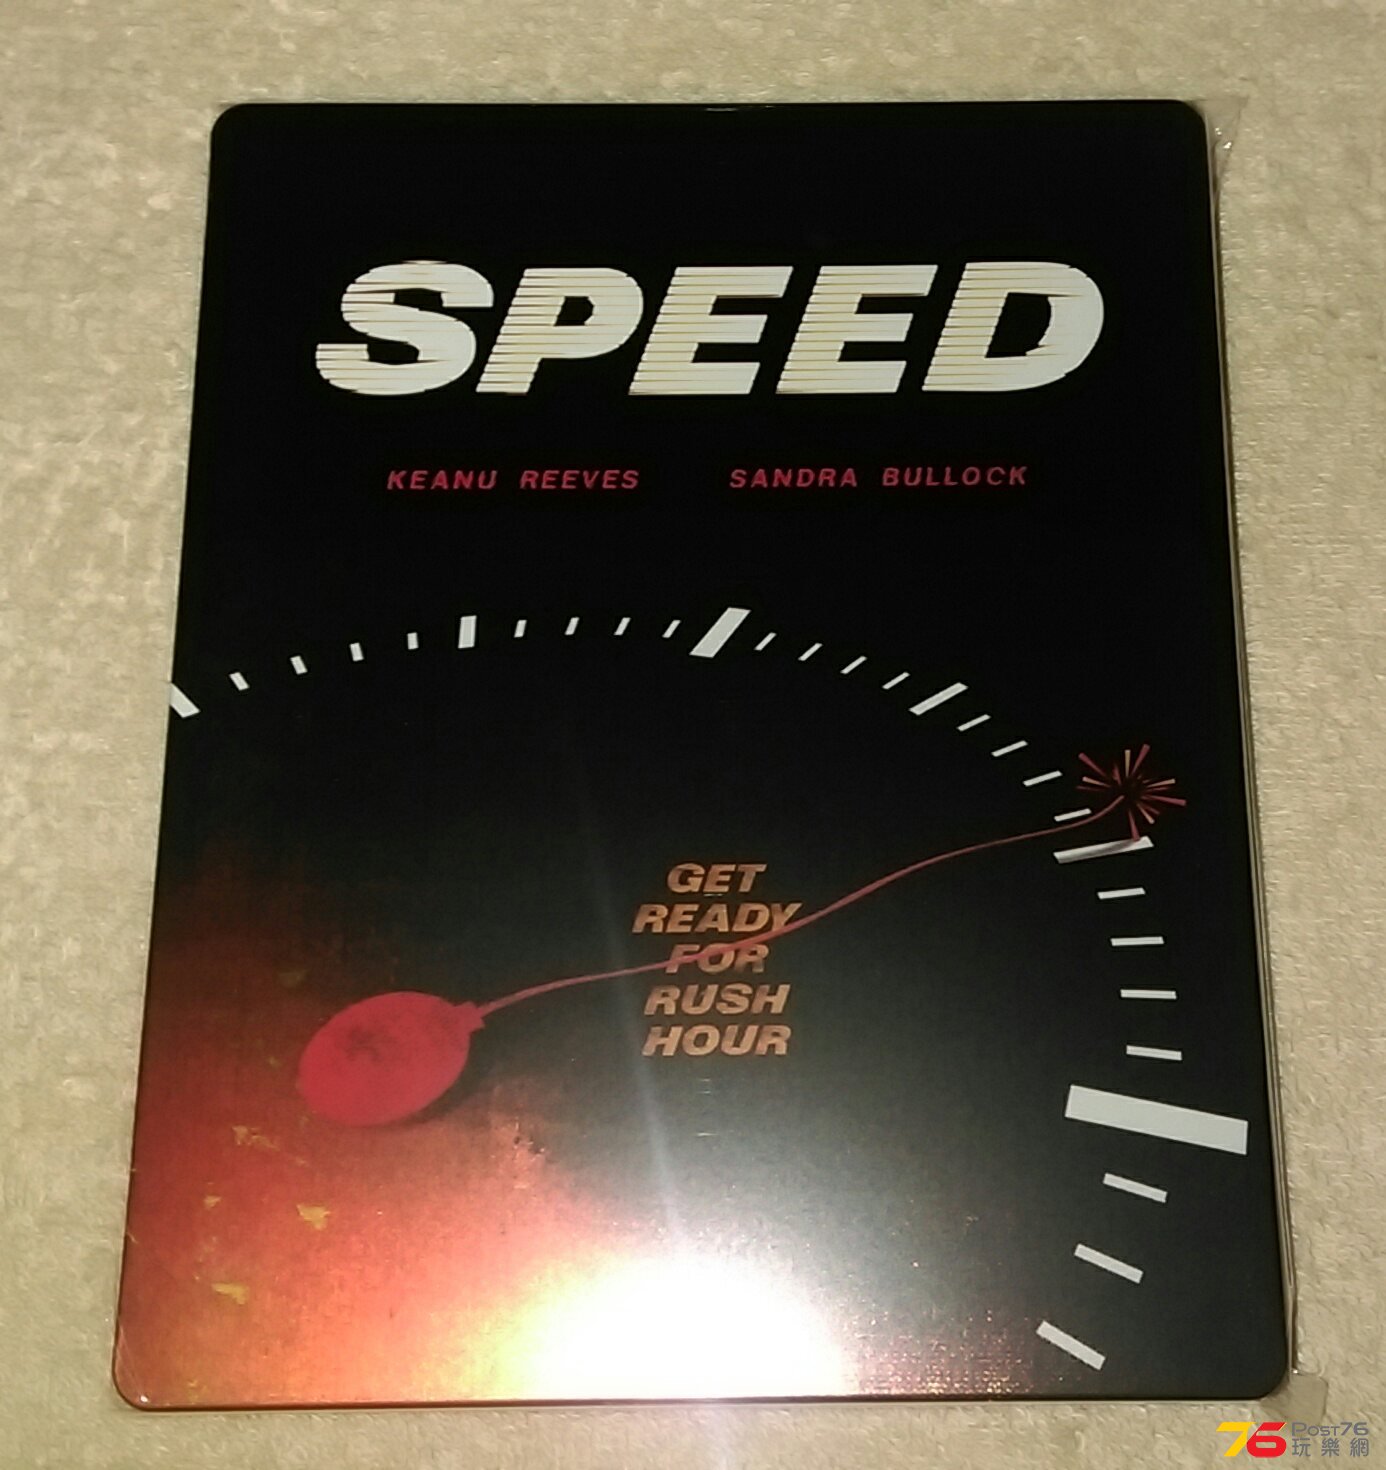 SPEED
KEANU REEVES SANDRA BULLOCK
GET
READY
FOR
RUSH
HOUR
76 POST76
玩樂網